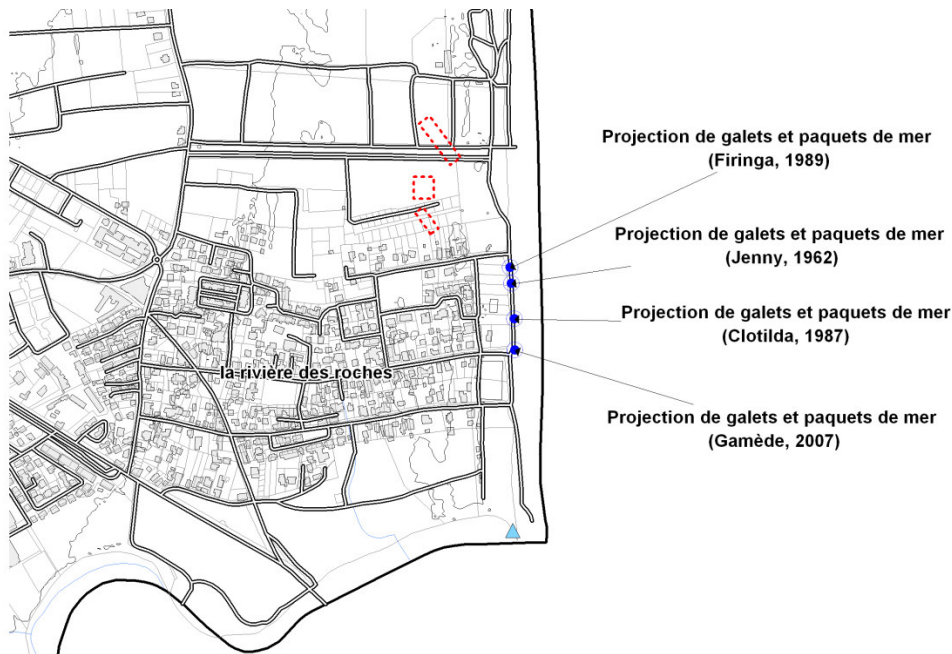 Projection de galets et paquets de mer
(Firinga, 1989)
Projection de galets et paquets de mer
(Jenny, 1962)
Projection de galets et paquets de mer
(Clotilda, 1987)
la rivière des roches
Projection de galets et paquets de mer
(Gamède, 2007)